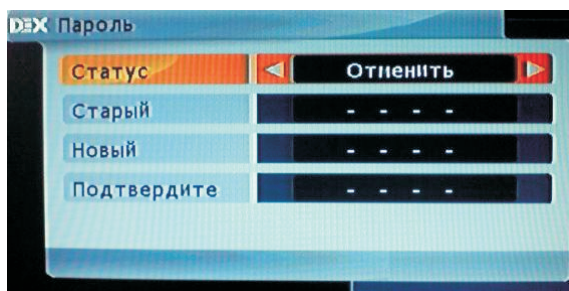 DEX Пароль
Статус Отменить
Старый - - - -
Новый - - - -
Подтвердите - - - -